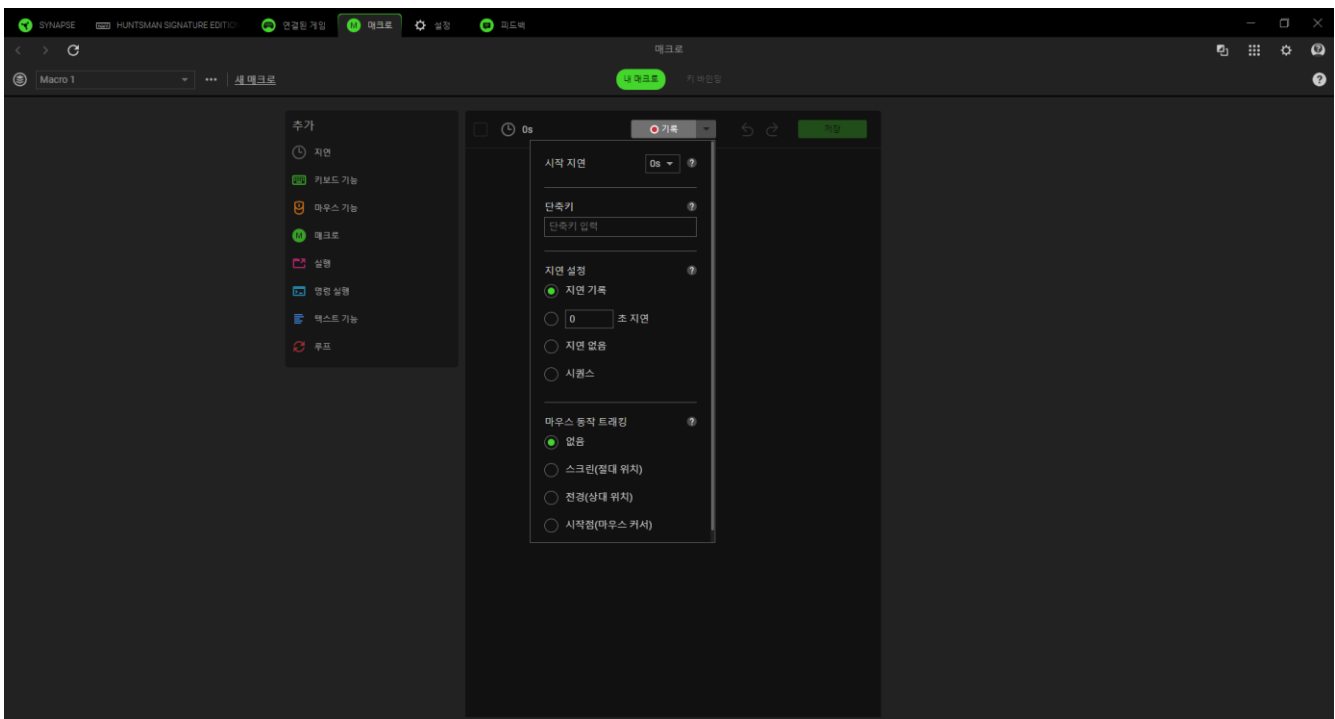 SYNAPSE HUNTSMAN SIGNATURE EDITIO 연결된 게임 M 매크로 설정 피드백
매크로
Macro 1 ••• 새 매크로 내 매크로 키 바인딩 ?
추가
0s 기록 저장
지연
키보드 기능
마우스 기능
M 매크로
실행
명령 실행
텍스트 기능
루프
시작 지연 0s ?
단축키 ?
단축키 입력
지연 설정 ?
지연 기록
0 초 지연
지연 없음
시퀀스
마우스 동작 트래킹 ?
없음
스크린(절대 위치)
전경(상대 위치)
시작점(마우스 커서)